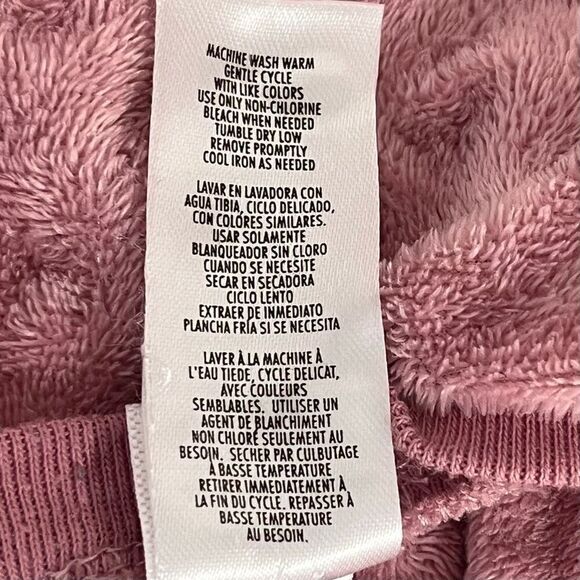 MACHINE WASH WARM
GENTLE CYCLE
WITH LIKE COLORS
USE ONLY NON-CHLORINE
BLEACH WHEN NEEDED
TUMBLE DRY LOW
REMOVE PROMPTLY
COOL IRON AS NEEDED
LAVAR EN LAVADORA CON
AGUA TIBIA, CICLO DELICADO,
CON COLORES SIMILARES.
USAR SOLAMENTE
BLANQUEADOR SIN CLORO
CUANDO SE NECESITE
SECAR EN SECADORA
CICLO LENTO
EXTRAER DE INMEDIATO
PLANCHA FRÍA SI SE NECESITA
LAVER À LA MACHINE À
L'EAU TIEDE, CYCLE DELICAT,
AVEC COULEURS
SEMBLABLES. UTILISER UN
AGENT DE BLANCHIMENT
NON CHLORÉ SEULEMENT AU
BESOIN. SECHER PAR CULBUTAGE
À BASSE TEMPERATURE
RETIRER IMMEDIATEMENT À
LA FIN DU CYCLE. REPASSER À
BASSE TEMPERATURE
AU BESOIN.